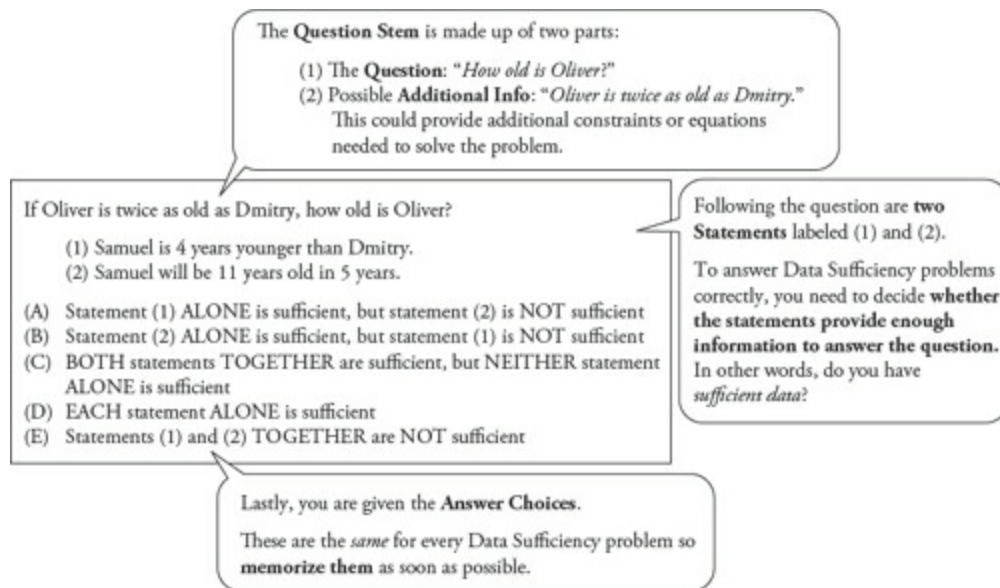 The Question Stem is made up of two parts:
(1) The Question: “How old is Oliver?”
(2) Possible Additional Info: “Oliver is twice as old as Dmitry.”
This could provide additional constraints or equations
needed to solve the problem.
If Oliver is twice as old as Dmitry, how old is Oliver?
(1) Samuel is 4 years younger than Dmitry.
(2) Samuel will be 11 years old in 5 years.
(A) Statement (1) ALONE is sufficient, but statement (2) is NOT sufficient
(B) Statement (2) ALONE is sufficient, but statement (1) is NOT sufficient
(C) BOTH statements TOGETHER are sufficient, but NEITHER statement
ALONE is sufficient
(D) EACH statement ALONE is sufficient
(E) Statements (1) and (2) TOGETHER are NOT sufficient
Following the question are two
Statements labeled (1) and (2).
To answer Data Sufficiency problems
correctly, you need to decide whether
the statements provide enough
information to answer the question.
In other words, do you have
sufficient data?
Lastly, you are given the Answer Choices.
These are the same for every Data Sufficiency problem so
memorize them as soon as possible.